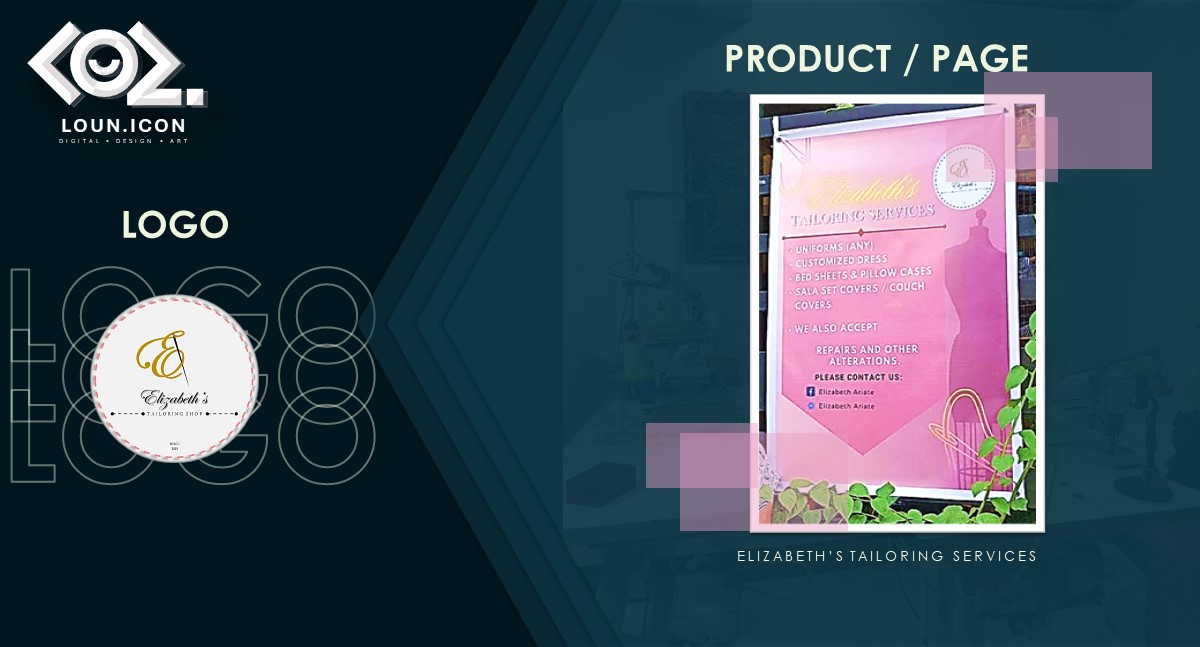 LOUN.ICON
DIGITAL • DESIGN • ART
LOGO
LOGO
LOGO
LOGO
E
Elizabeth's
TAILORING SHOP
PRODUCT / PAGE
E
Elizabeth's
Elizabeth's
TAILORING SERVICES
- UNIFORMS (ANY)
- CUSTOMIZED DRESS
- BED SHEETS & PILLOW CASES
- SALA SET COVERS / COUCH
COVERS
- WE ALSO ACCEPT
REPAIRS AND OTHER
ALTERATIONS.
PLEASE CONTACT US:
Elizabeth Ariate
Elizabeth Ariate
ELIZABETH'S TAILORING SERVICES